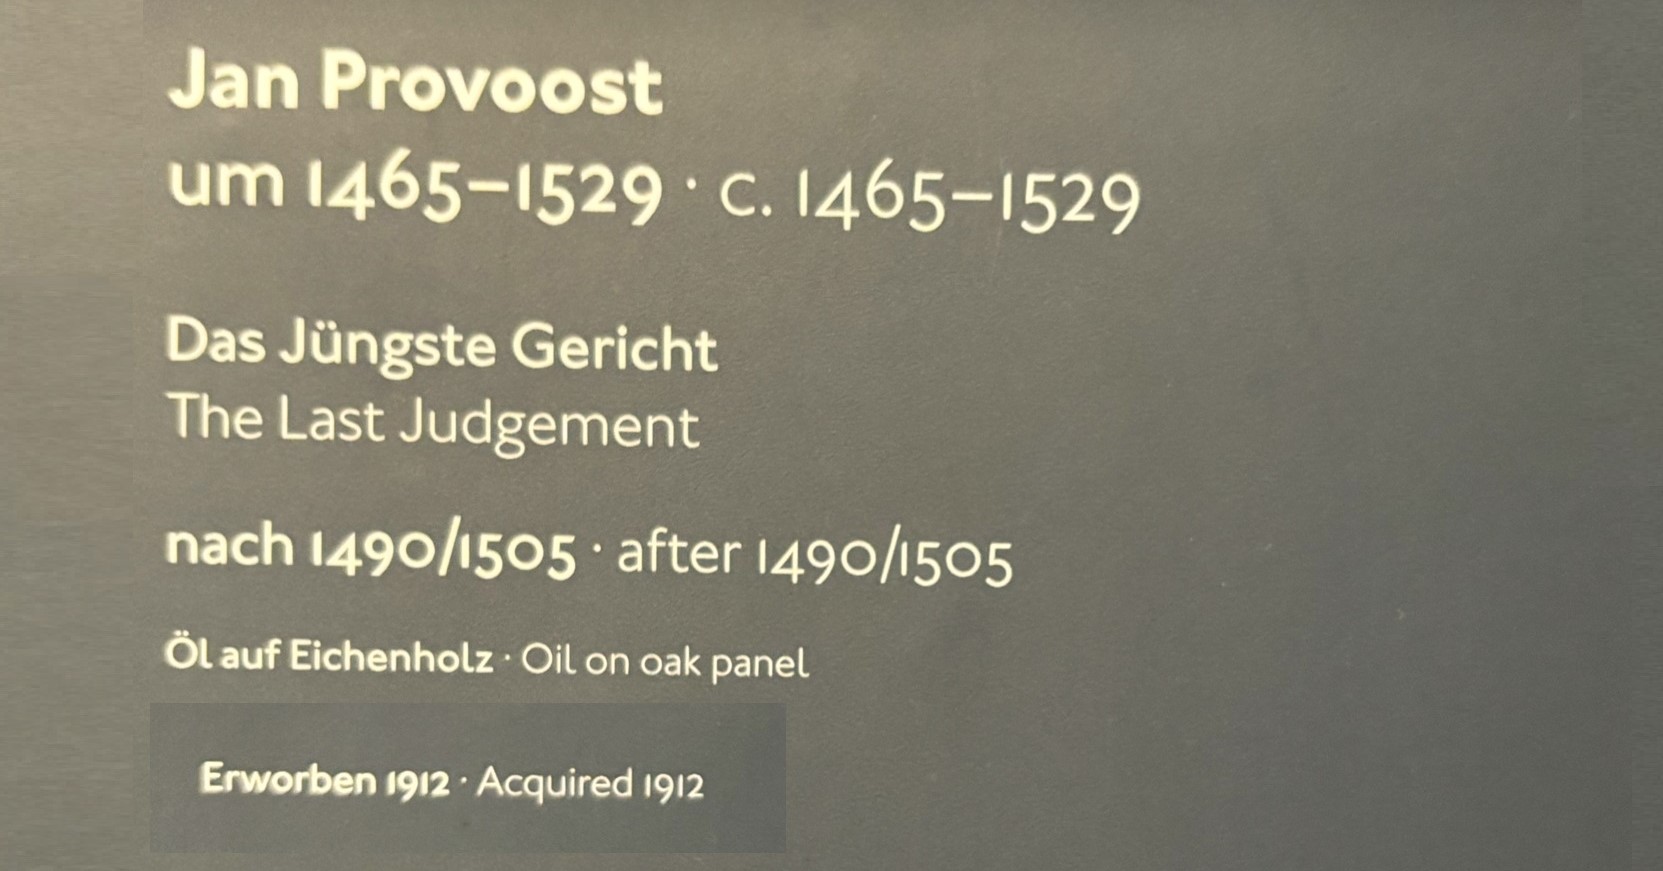 Jan Provoost
um 1465–1529 · c. 1465–1529
Das Jüngste Gericht
The Last Judgement
nach 1490/1505 · after 1490/1505
Öl auf Eichenholz · Oil on oak panel
Erworben 1912 · Acquired 1912